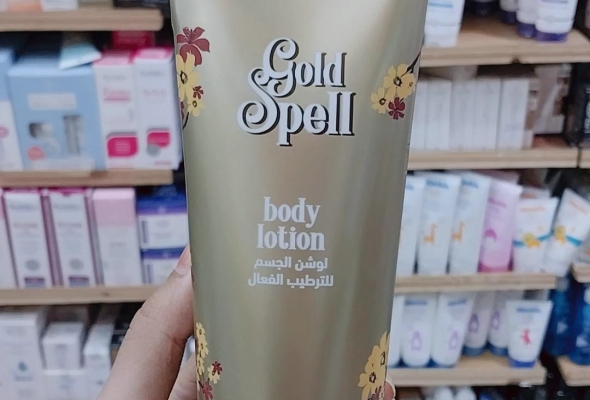 Gold
Spell
body
lotion
لوشن الجسم
للترطيب الفعال